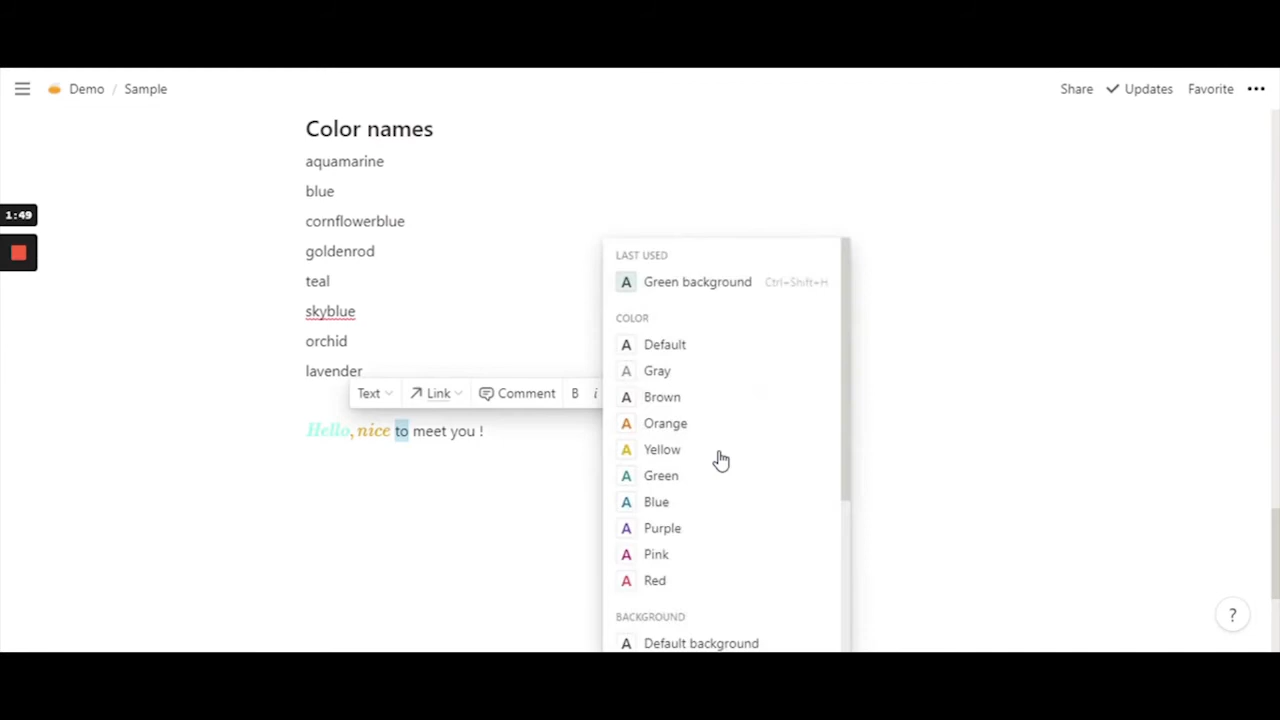 Demo / Sample
Share
Updates
Favorite
Color names
aquamarine
blue
1:49
cornflowerblue
goldenrod
teal
skyblue
orchid
lavender
Text
Link
Comment
B
i
Hello, nice to meet you !
LAST USED
A Green background Ctrl+Shift+H
COLOR
A Default
A Gray
A Brown
A Orange
A Yellow
A Green
A Blue
A Purple
A Pink
A Red
BACKGROUND
A Default background
?